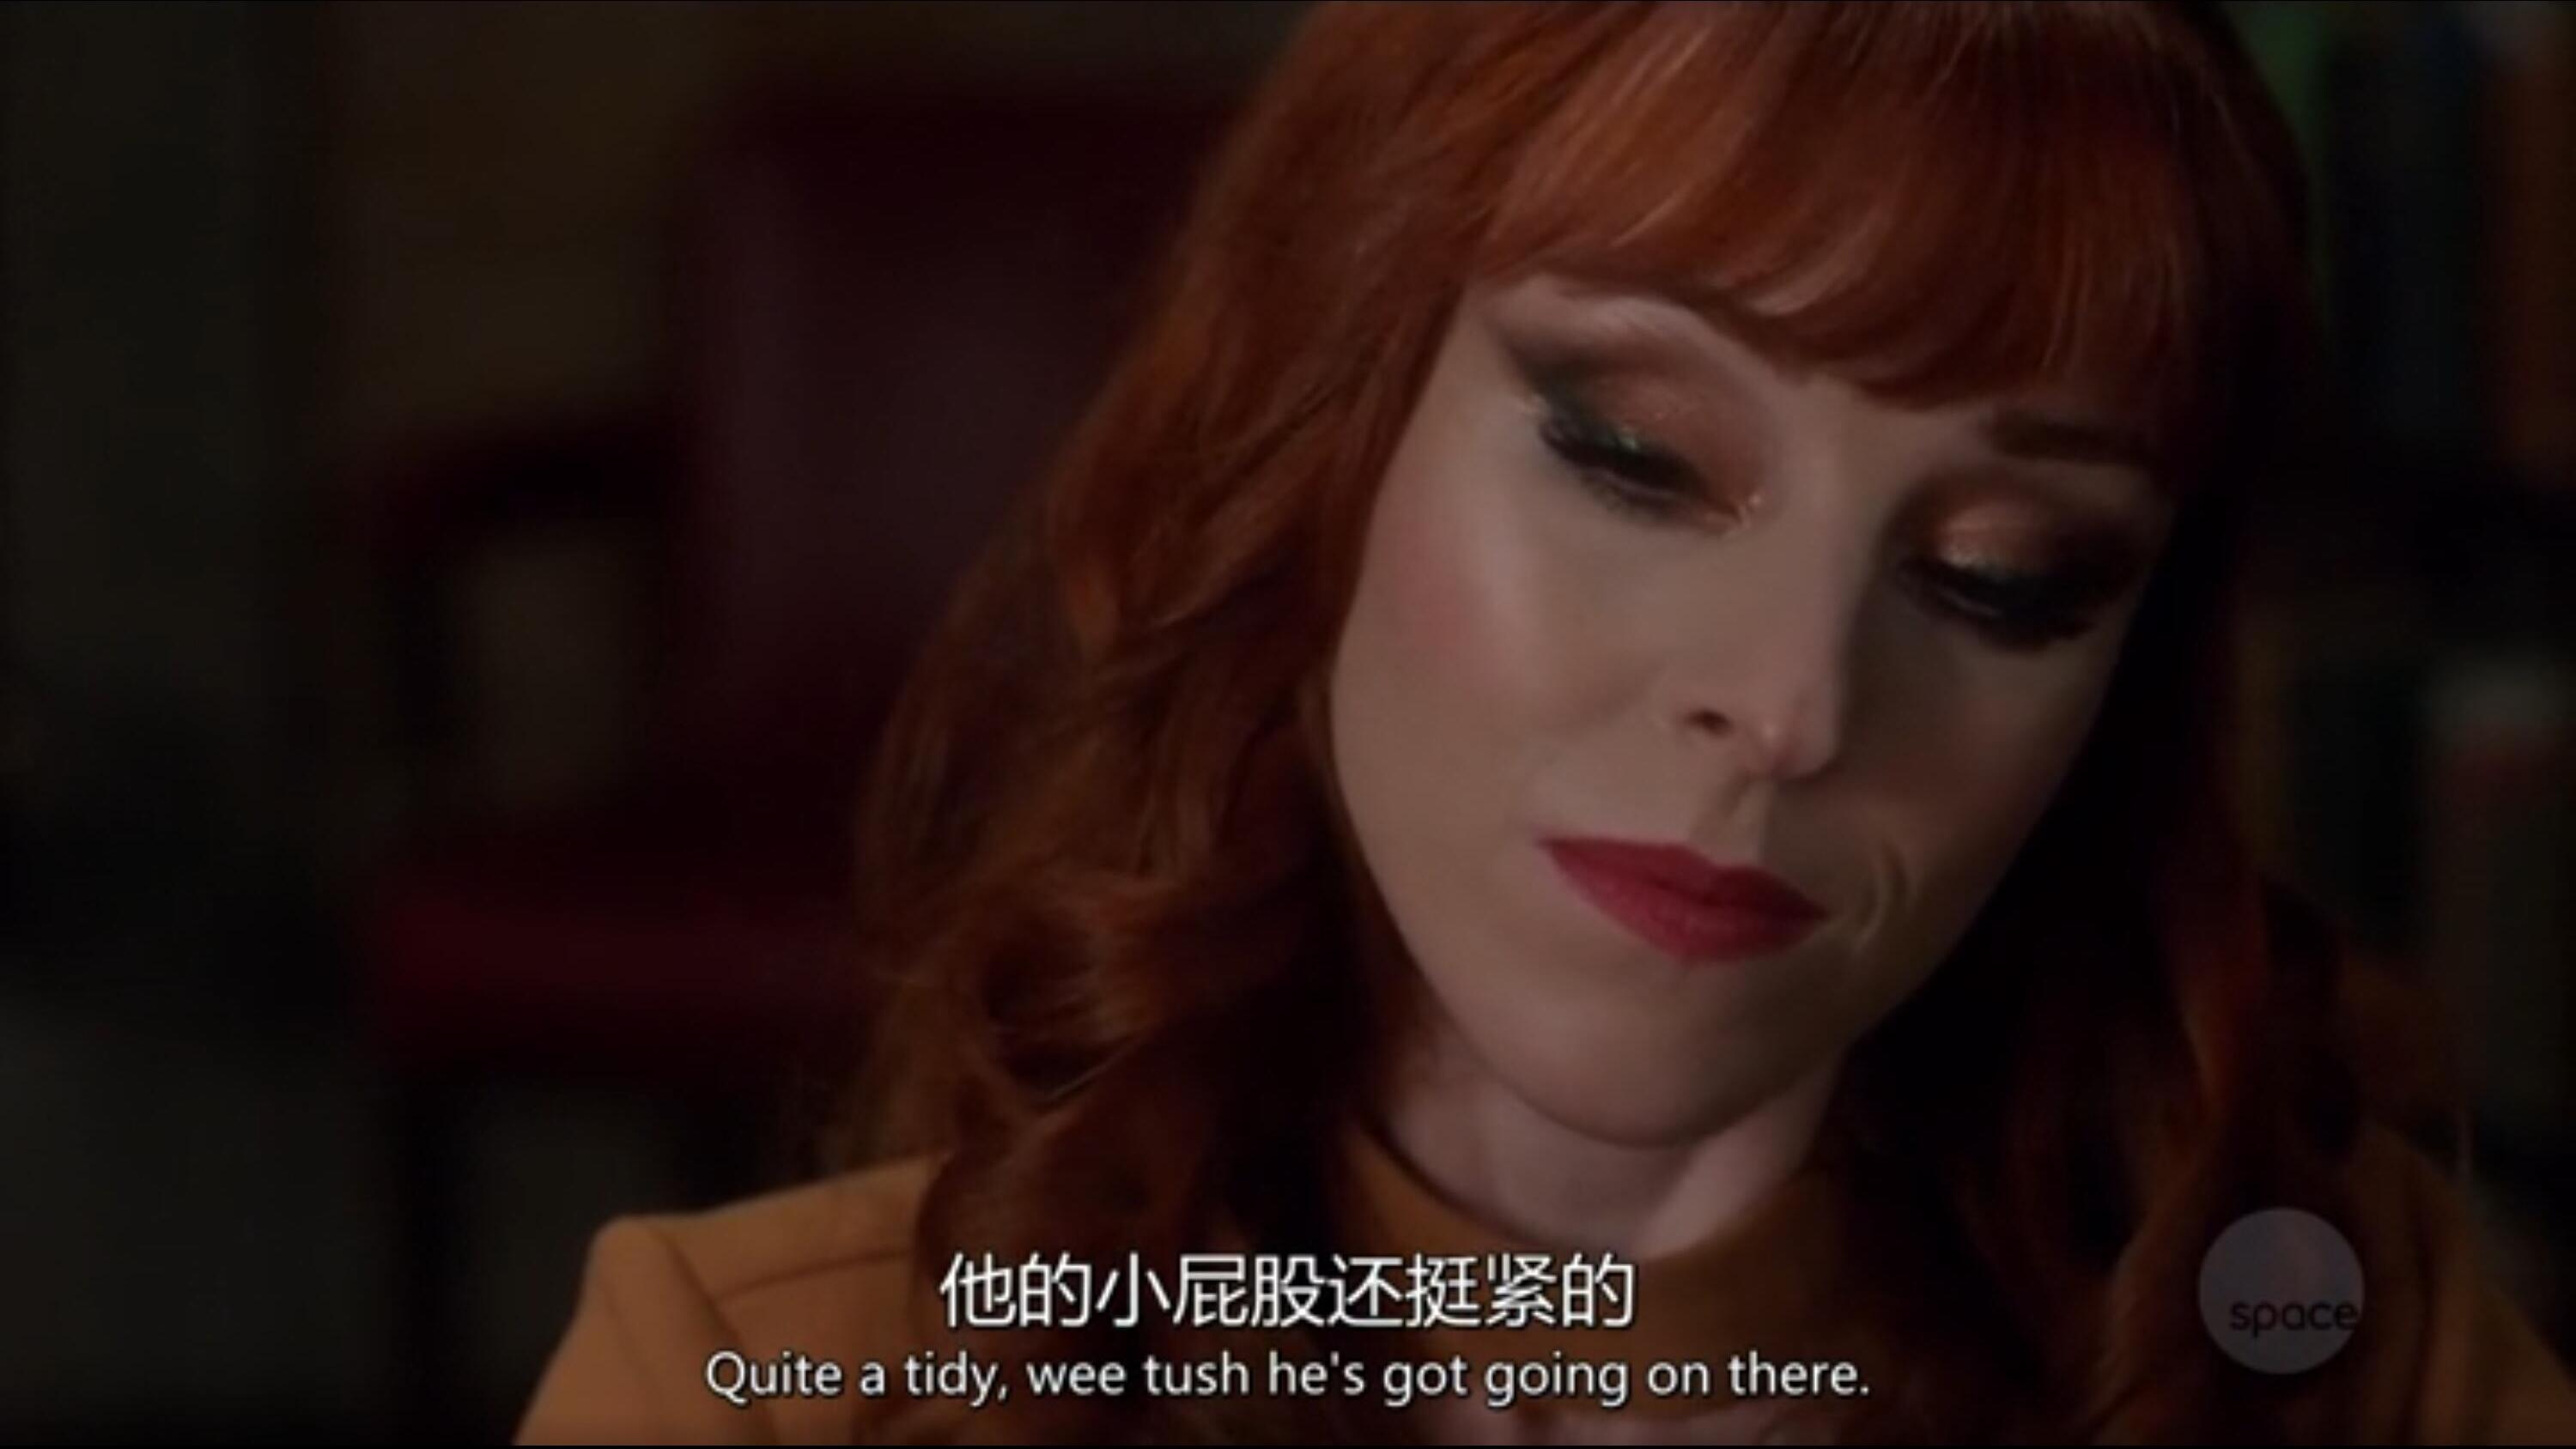 他的小屁股还挺紧的
Quite a tidy, wee tush he's got going on there.
space